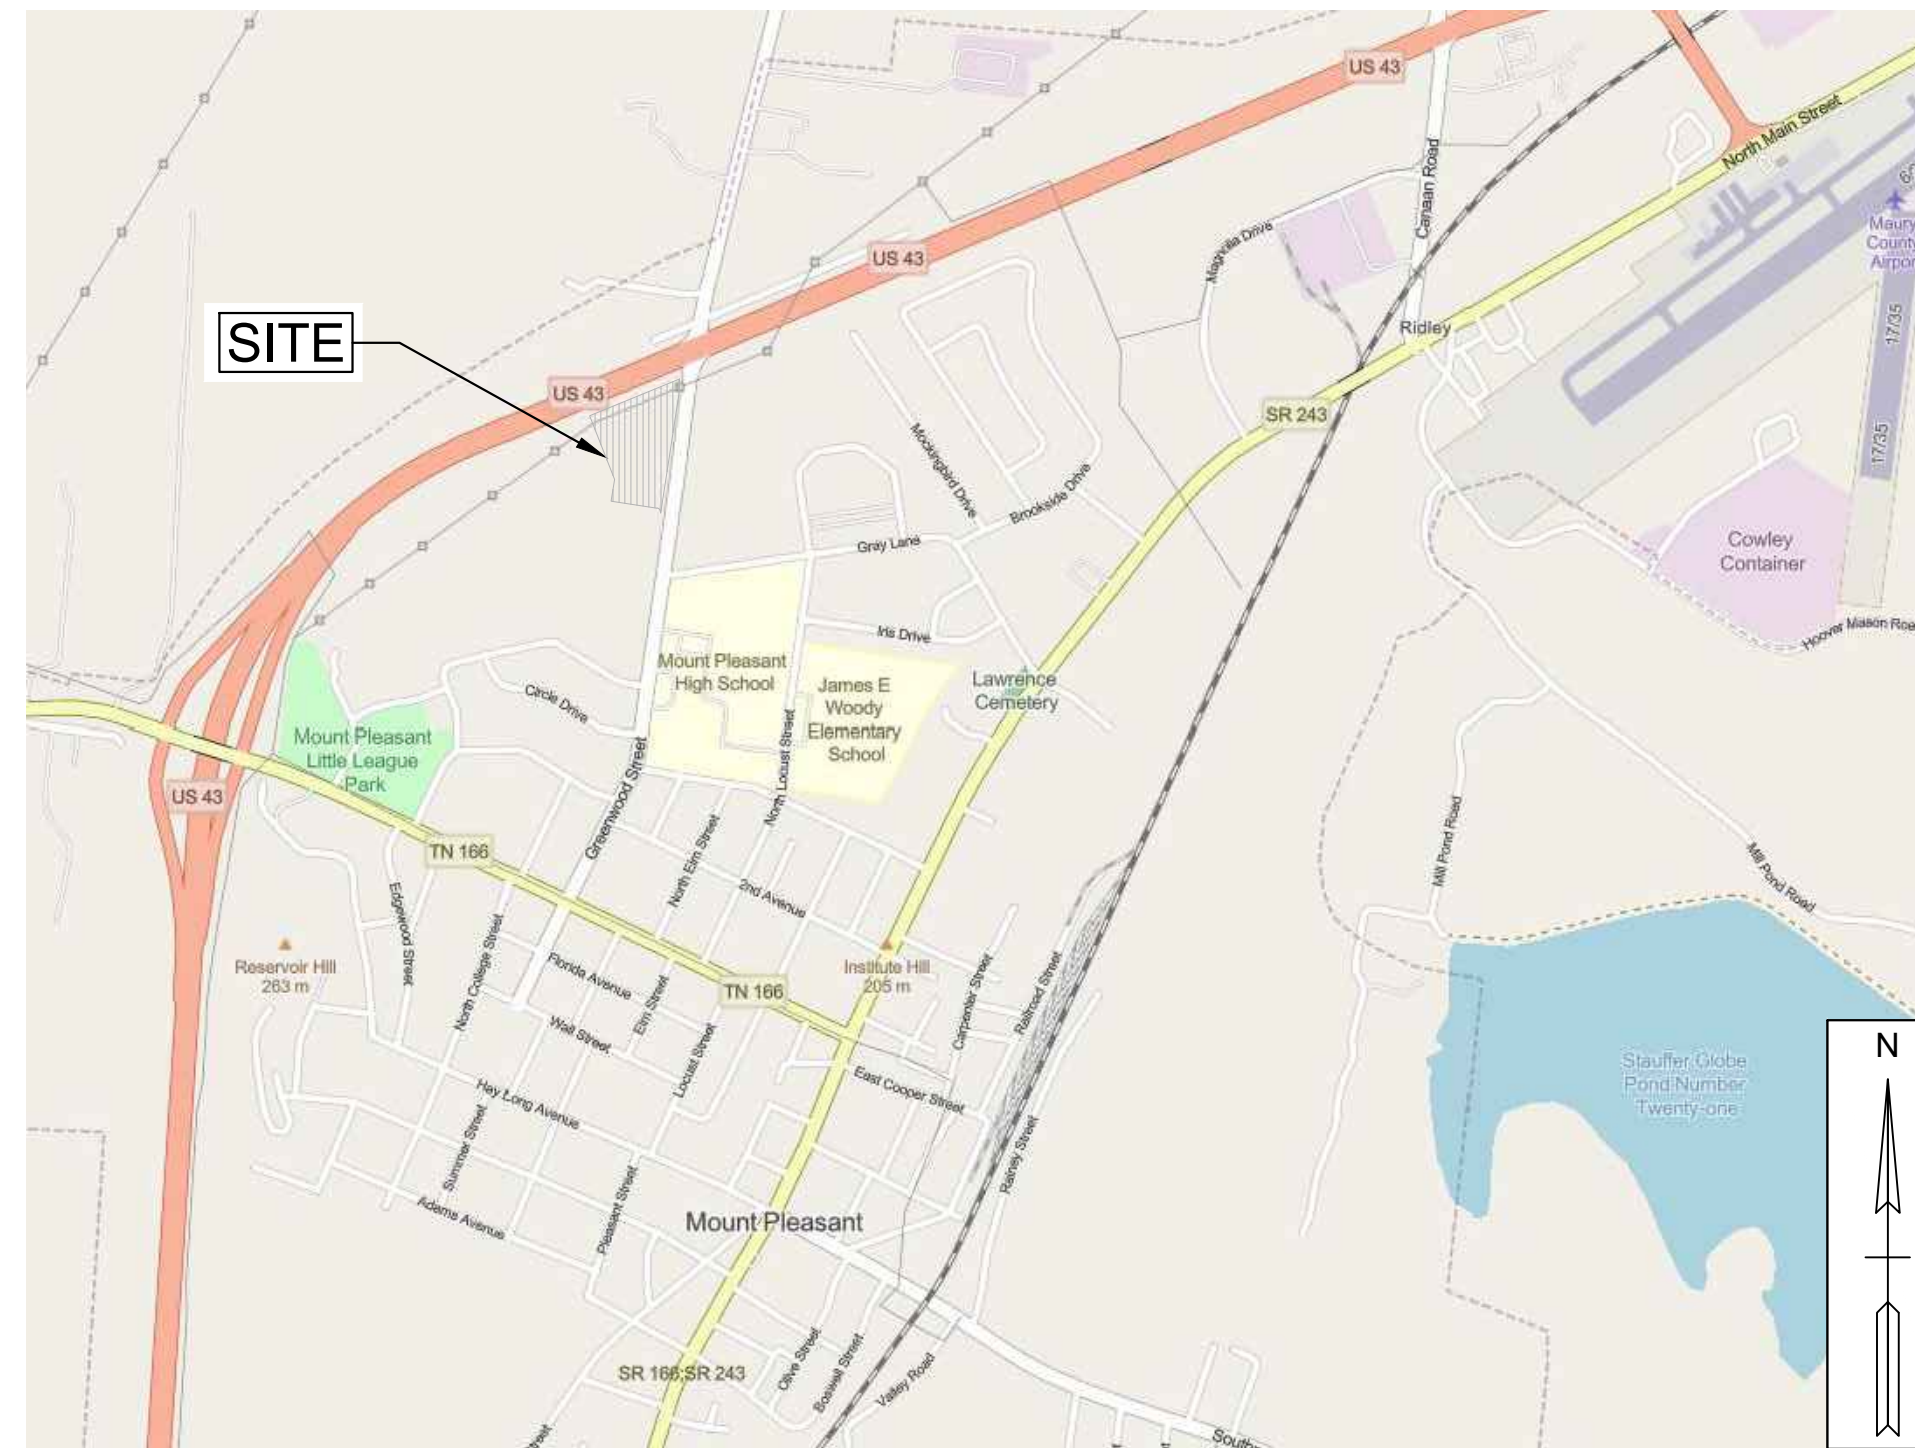 US 43
North Main Street
Canaan Road
Magnolia Drive
Maury
County
Airport
US 43
SITE
US 43
Ridley
17/35
SR 243
17/35
Mockingbird Drive
Brookside Drive
Gray Lane
Cowley
Container
Iris Drive
Hoover Mason Roa
Mount Pleasant
High School
James E
Woody
Elementary
School
Lawrence
Cemetery
Circle Drive
North Locust Street
Mount Pleasant
Little League
Park
Greenwood Street
US 43
TN 166
North Elm Street
Mill Pond Road
Mill Pond Road
2nd Avenue
Edgewood Street
North College Street
Reservoir Hill
263 m
Florida Avenue
Institute Hill
205 m
TN 166
Elm Street
Wall Street
Locust Street
Carpenter Street
Railroad Street
East Cooper Street
N
Stauffer Globe
Pond Number
Twenty-one
Hay Long Avenue
Summer Street
Rainey Street
Adams Avenue
Pleasant Street
Mount Pleasant
SR 166;SR 243
Olive Street
Boswell Street
Valley Road